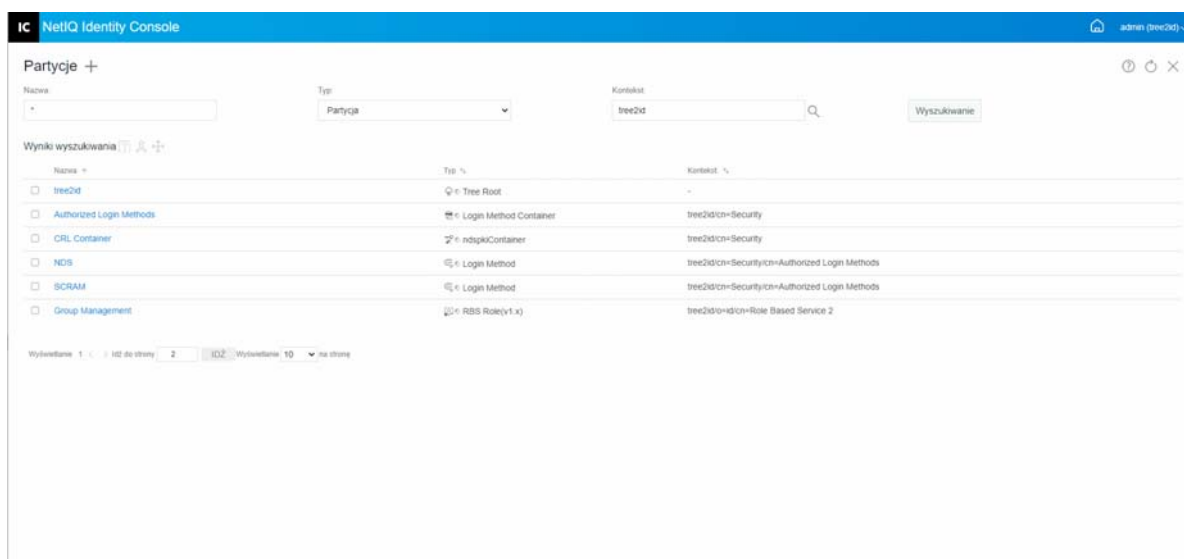 IC NetIQ Identity Console admin (tree2id)
Partycje
Nazwa: Typ: Kontekst:
* Partycja tree2id Wyszukiwanie
Wyniki wyszukiwania
Nazwa Typ Kontekst
tree2id Tree Root -
Authorized Login Methods Login Method Container tree2id/cn=Security
CRL Container ndspkiContainer tree2id/cn=Security
NDS Login Method tree2id/cn=Security/cn=Authorized Login Methods
SCRAM Login Method tree2id/cn=Security/cn=Authorized Login Methods
Group Management RBS Role(v1.x) tree2id/o=id/cn=Role Based Service 2
Wyświetlanie 1 Idź do strony 2 IDŹ Wyświetlanie 10 na stronę